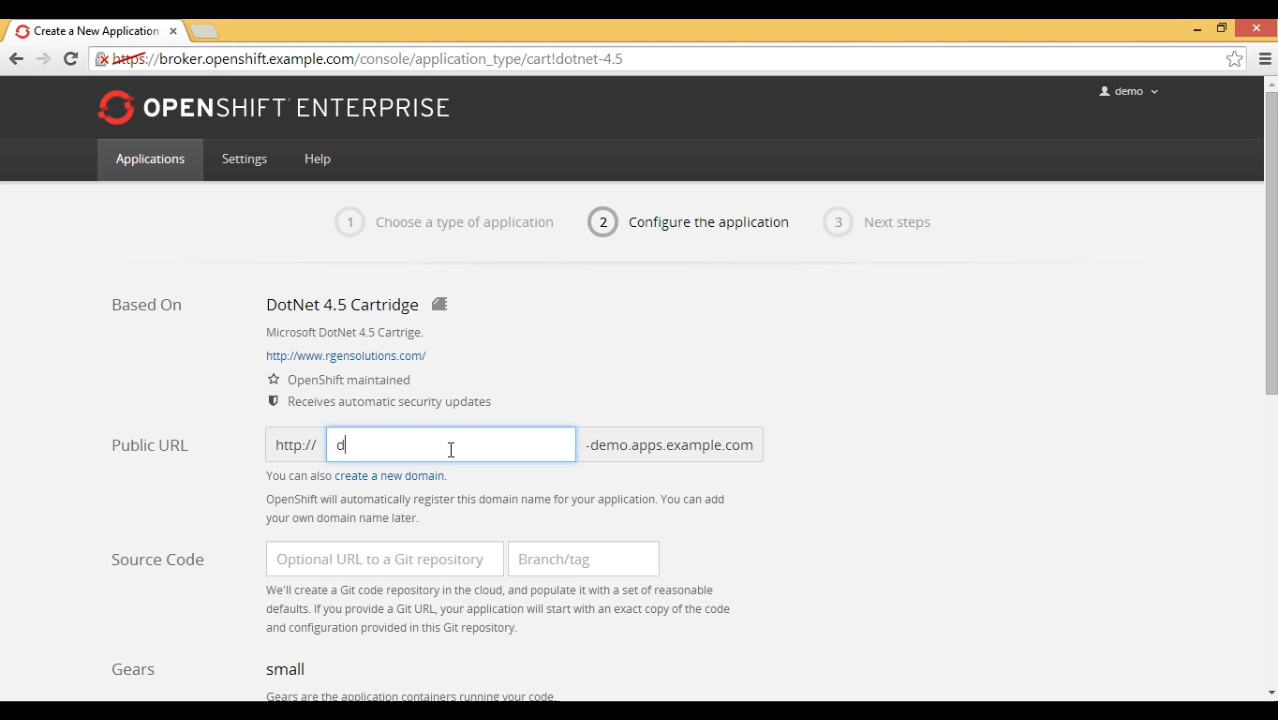 Create a New Application
https://broker.openshift.example.com/console/application_type/cart!dotnet-4.5
OPENSHIFT ENTERPRISE
demo
Applications Settings Help
1 Choose a type of application 2 Configure the application 3 Next steps
Based On DotNet 4.5 Cartridge
Microsoft DotNet 4.5 Cartrige.
http://www.rgensolutions.com/
OpenShift maintained
Receives automatic security updates
Public URL http:// d -demo.apps.example.com
You can also create a new domain.
OpenShift will automatically register this domain name for your application. You can add
your own domain name later.
Source Code Optional URL to a Git repository Branch/tag
We'll create a Git code repository in the cloud, and populate it with a set of reasonable
defaults. If you provide a Git URL, your application will start with an exact copy of the code
and configuration provided in this Git repository.
Gears small
Gears are the application containers running your code.